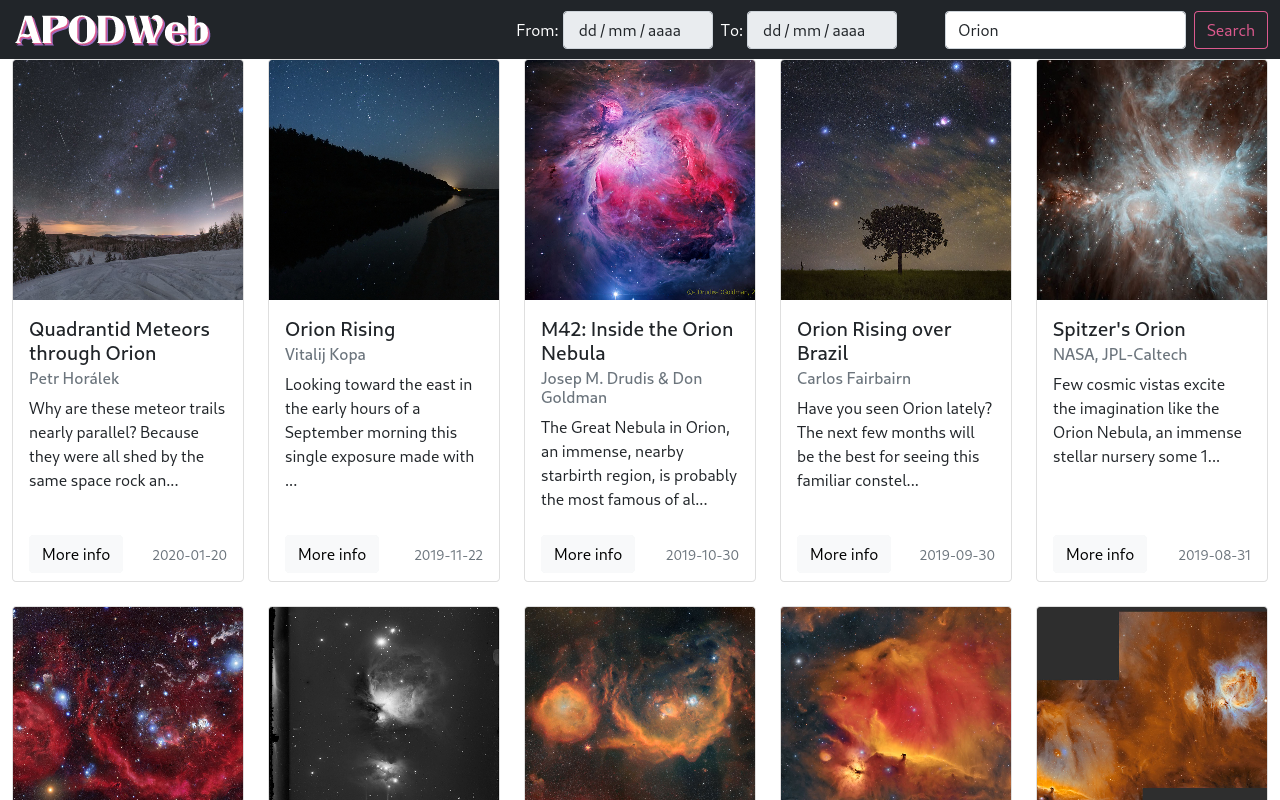 APODWeb
From: dd / mm / aaaa To: dd / mm / aaaa Orion Search
Quadrantid Meteors
through Orion
Petr Horálek
Why are these meteor trails
nearly parallel? Because
they were all shed by the
same space rock an...
More info 2020-01-20
Orion Rising
Vitalij Kopa
Looking toward the east in
the early hours of a
September morning this
single exposure made with
...
More info 2019-11-22
M42: Inside the Orion
Nebula
Josep M. Drudis & Don
Goldman
The Great Nebula in Orion,
an immense, nearby
starbirth region, is probably
the most famous of al...
More info 2019-10-30
Orion Rising over
Brazil
Carlos Fairbairn
Have you seen Orion lately?
The next few months will
be the best for seeing this
familiar constel...
More info 2019-09-30
Spitzer's Orion
NASA, JPL-Caltech
Few cosmic vistas excite
the imagination like the
Orion Nebula, an immense
stellar nursery some 1...
More info 2019-08-31